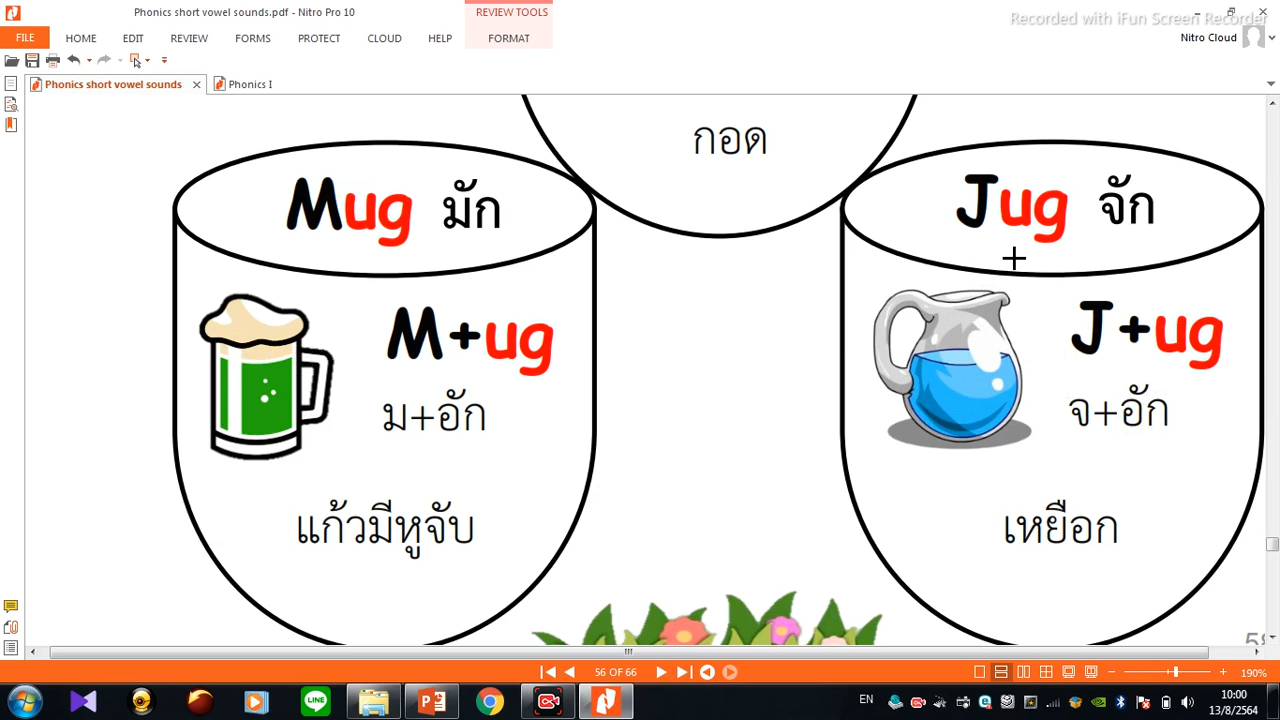 Phonics short vowel sounds.pdf - Nitro Pro 10
REVIEW TOOLS
Recorded with iFun Screen Recorder
FILE HOME EDIT REVIEW FORMS PROTECT CLOUD HELP FORMAT
Nitro Cloud
Phonics short vowel sounds
Phonics I
กอด
Mug มัก
Jug จัก
M+ug
J+ug
ม+อัก
จ+อัก
แก้วมีหูจับ
เหยือก
56 OF 66
190%
LINE
EN
10:00
13/8/2564